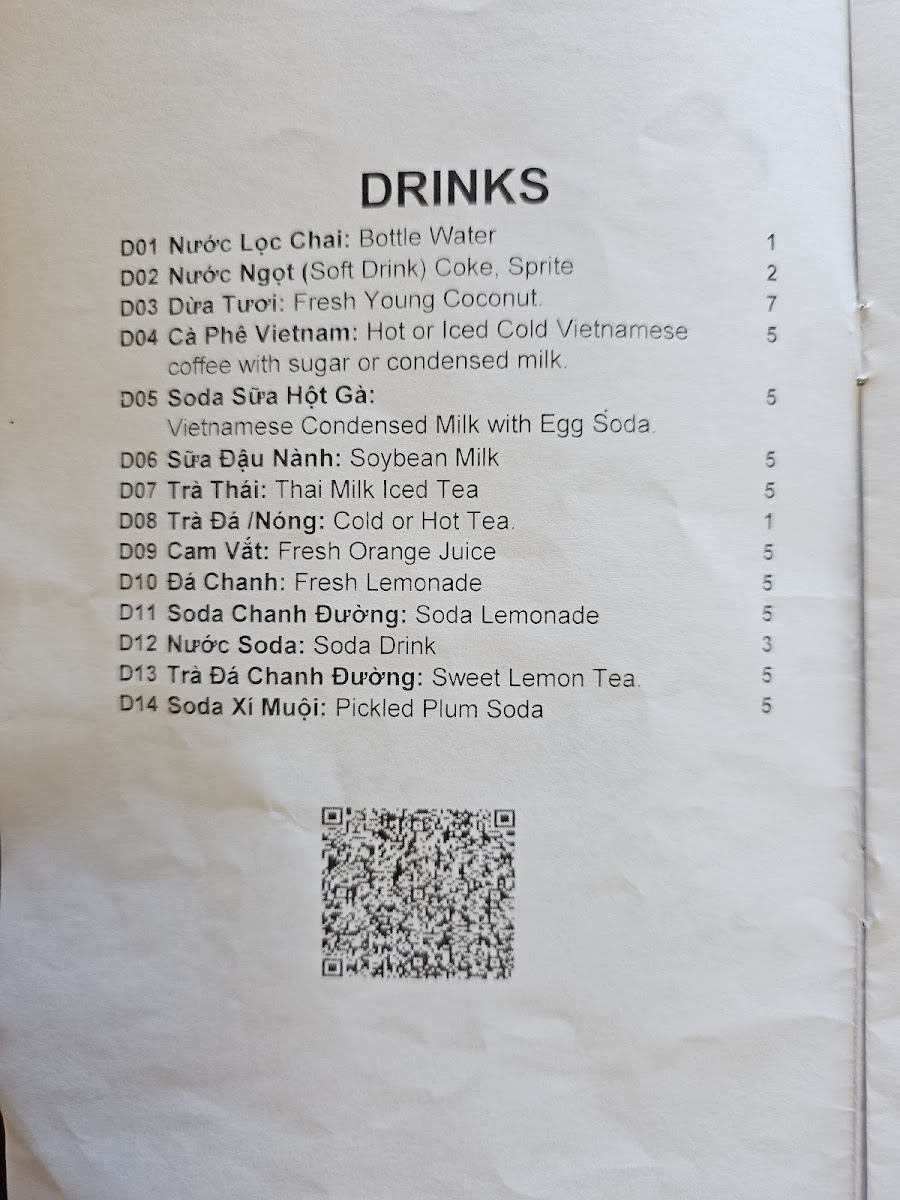 DRINKS
D01 Nước Lọc Chai: Bottle Water 1
D02 Nước Ngọt (Soft Drink) Coke, Sprite 2
D03 Dừa Tươi: Fresh Young Coconut. 7
D04 Cà Phê Vietnam: Hot or Iced Cold Vietnamese 5
coffee with sugar or condensed milk.
D05 Soda Sữa Hột Gà: 5
Vietnamese Condensed Milk with Egg Soda.
D06 Sữa Đậu Nành: Soybean Milk 5
D07 Trà Thái: Thai Milk Iced Tea 5
D08 Trà Đá /Nóng: Cold or Hot Tea. 1
D09 Cam Vắt: Fresh Orange Juice 5
D10 Đá Chanh: Fresh Lemonade 5
D11 Soda Chanh Đường: Soda Lemonade 5
D12 Nước Soda: Soda Drink 3
D13 Trà Đá Chanh Đường: Sweet Lemon Tea. 5
D14 Soda Xí Muội: Pickled Plum Soda 5